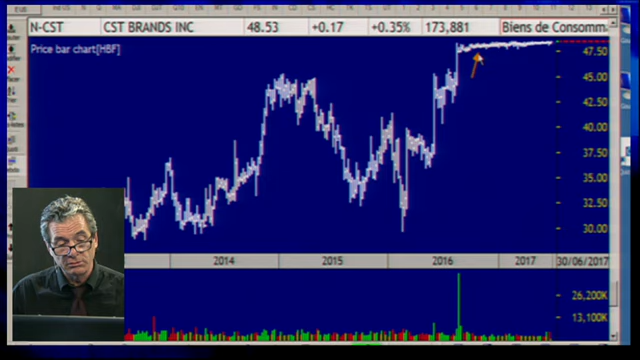 N-CST CST BRANDS INC 48.53 +0.17 +0.35% 173,881 Biens de Consomm
Price bar chart[HBF]
47.50
45.00
42.50
40.00
37.50
35.00
32.50
30.00
2014 2015 2016 2017 30/06/2017
26,200K
13,100K